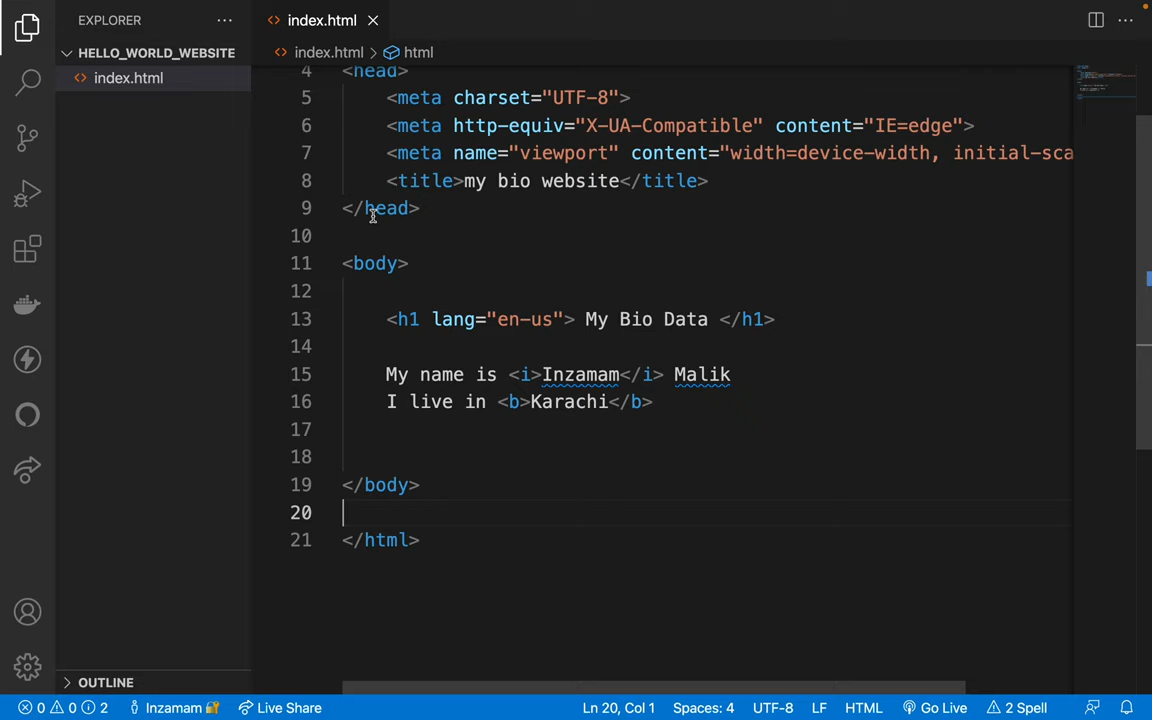 EXPLORER
index.html
HELLO_WORLD_WEBSITE
index.html > html
index.html
4 <head>
5 <meta charset="UTF-8">
6 <meta http-equiv="X-UA-Compatible" content="IE=edge">
7 <meta name="viewport" content="width=device-width, initial-sca
8 <title>my bio website</title>
9 </head>
10
11 <body>
12
13 <h1 lang="en-us"> My Bio Data </h1>
14
15 My name is <i>Inzamam</i> Malik
16 I live in <b>Karachi</b>
17
18
19 </body>
20
21 </html>
OUTLINE
0 0 2 Inzamam Live Share Ln 20, Col 1 Spaces: 4 UTF-8 LF HTML Go Live 2 Spell